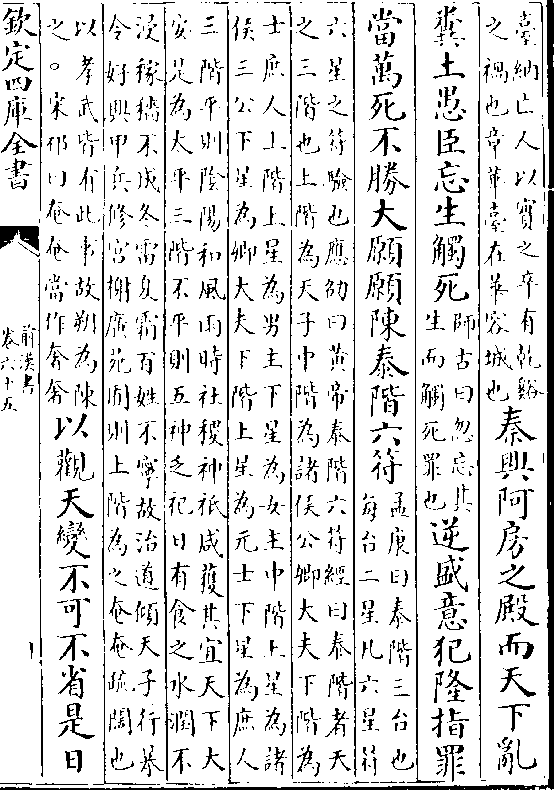 臺納亡人以實之卒有乾谿
之禍也章華臺在華容城也
秦興阿房之殿而天下亂
糞土愚臣忘生觸死
師古曰忽忘其
生而觸死罪也
逆盛意犯隆指罪
當萬死不勝大願願陳泰階六符
孟康曰泰階三台也
每台二星凡六星符
六星之符驗也應劭曰黃帝泰階六符經曰泰階者天
之三階也上階為天子中階為諸侯公卿大夫下階為
士庶人上階上星為男主下星為女主中階上星為諸
侯三公下星為卿大夫下階上星為元士下星為庶人
三階平則陰陽和風雨時社稷神祇咸獲其宜天下大
安是為太平三階不平則五神乏祀日有食之水潤不
浸稼穡不成冬雷夏霜百姓不寧故治道傾天子行暴
令好興甲兵修宮榭廣苑囿則上階為之奄奄疏闊也
以孝武皆有此事故朔為陳
之○宋祁曰奄奄當作奔奔
以觀天變不可不省是日
欽定四庫全書
前漢書
卷六十五